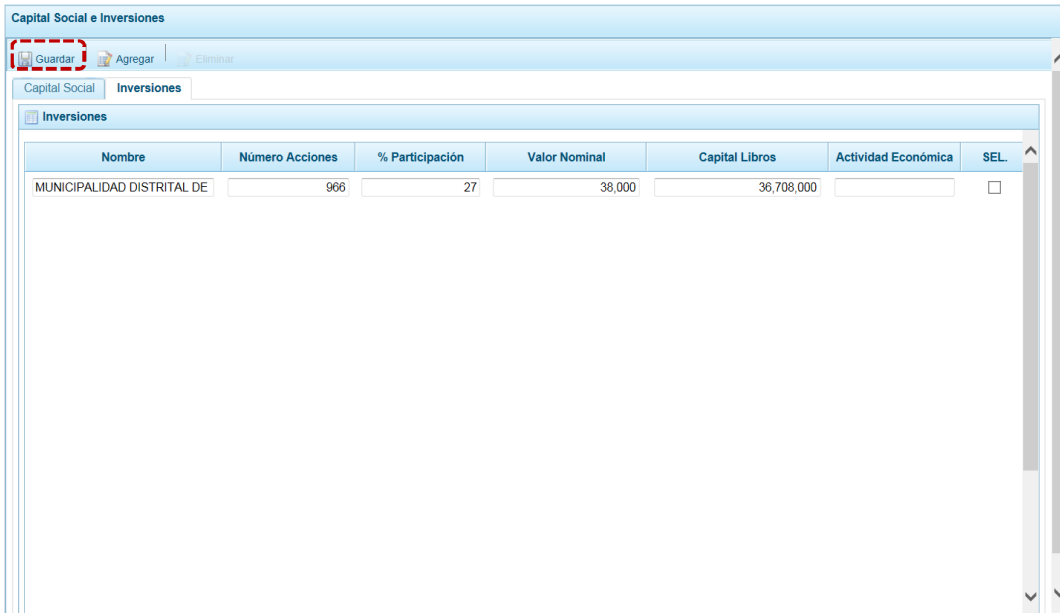 Capital Social e Inversiones
Guardar Agregar Eliminar
Capital Social Inversiones
Inversiones
Nombre Número Acciones % Participación Valor Nominal Capital Libros Actividad Económica SEL.
MUNICIPALIDAD DISTRITAL DE 966 27 38,000 36,708,000